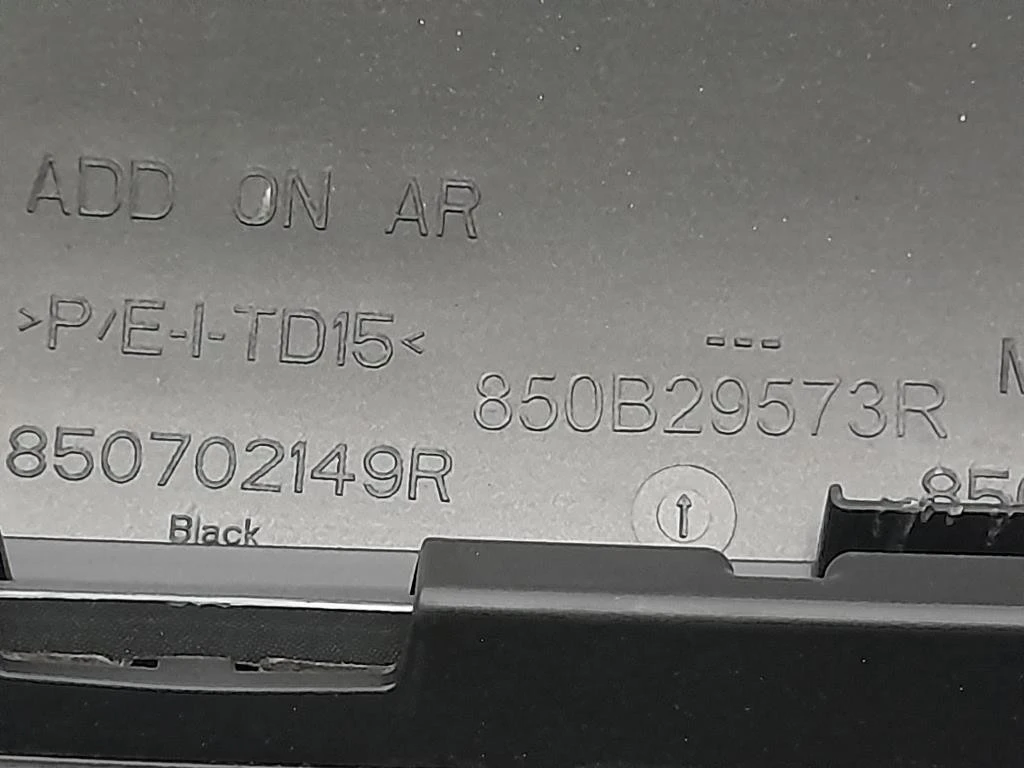 ADD ON AR
>P/E-I-TD15<
---
850B29573R
850702149R
Black